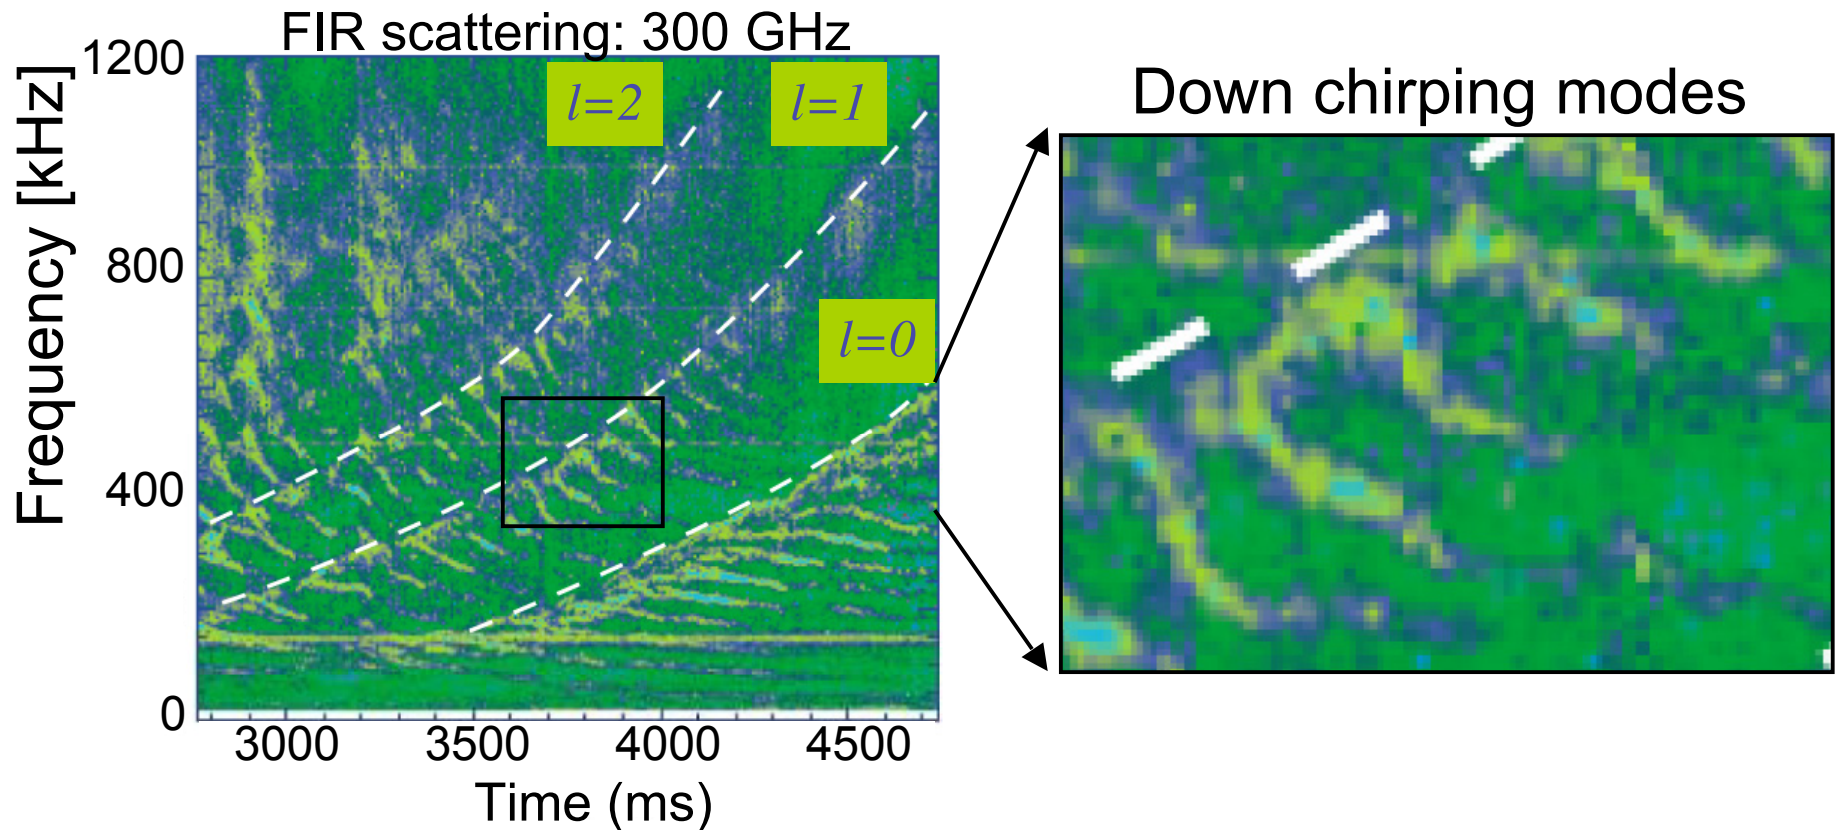 FIR scattering: 300 GHz
Down chirping modes
Frequency [kHz]
1200
800
400
0
l=2
l=1
l=0
3000 3500 4000 4500
Time (ms)